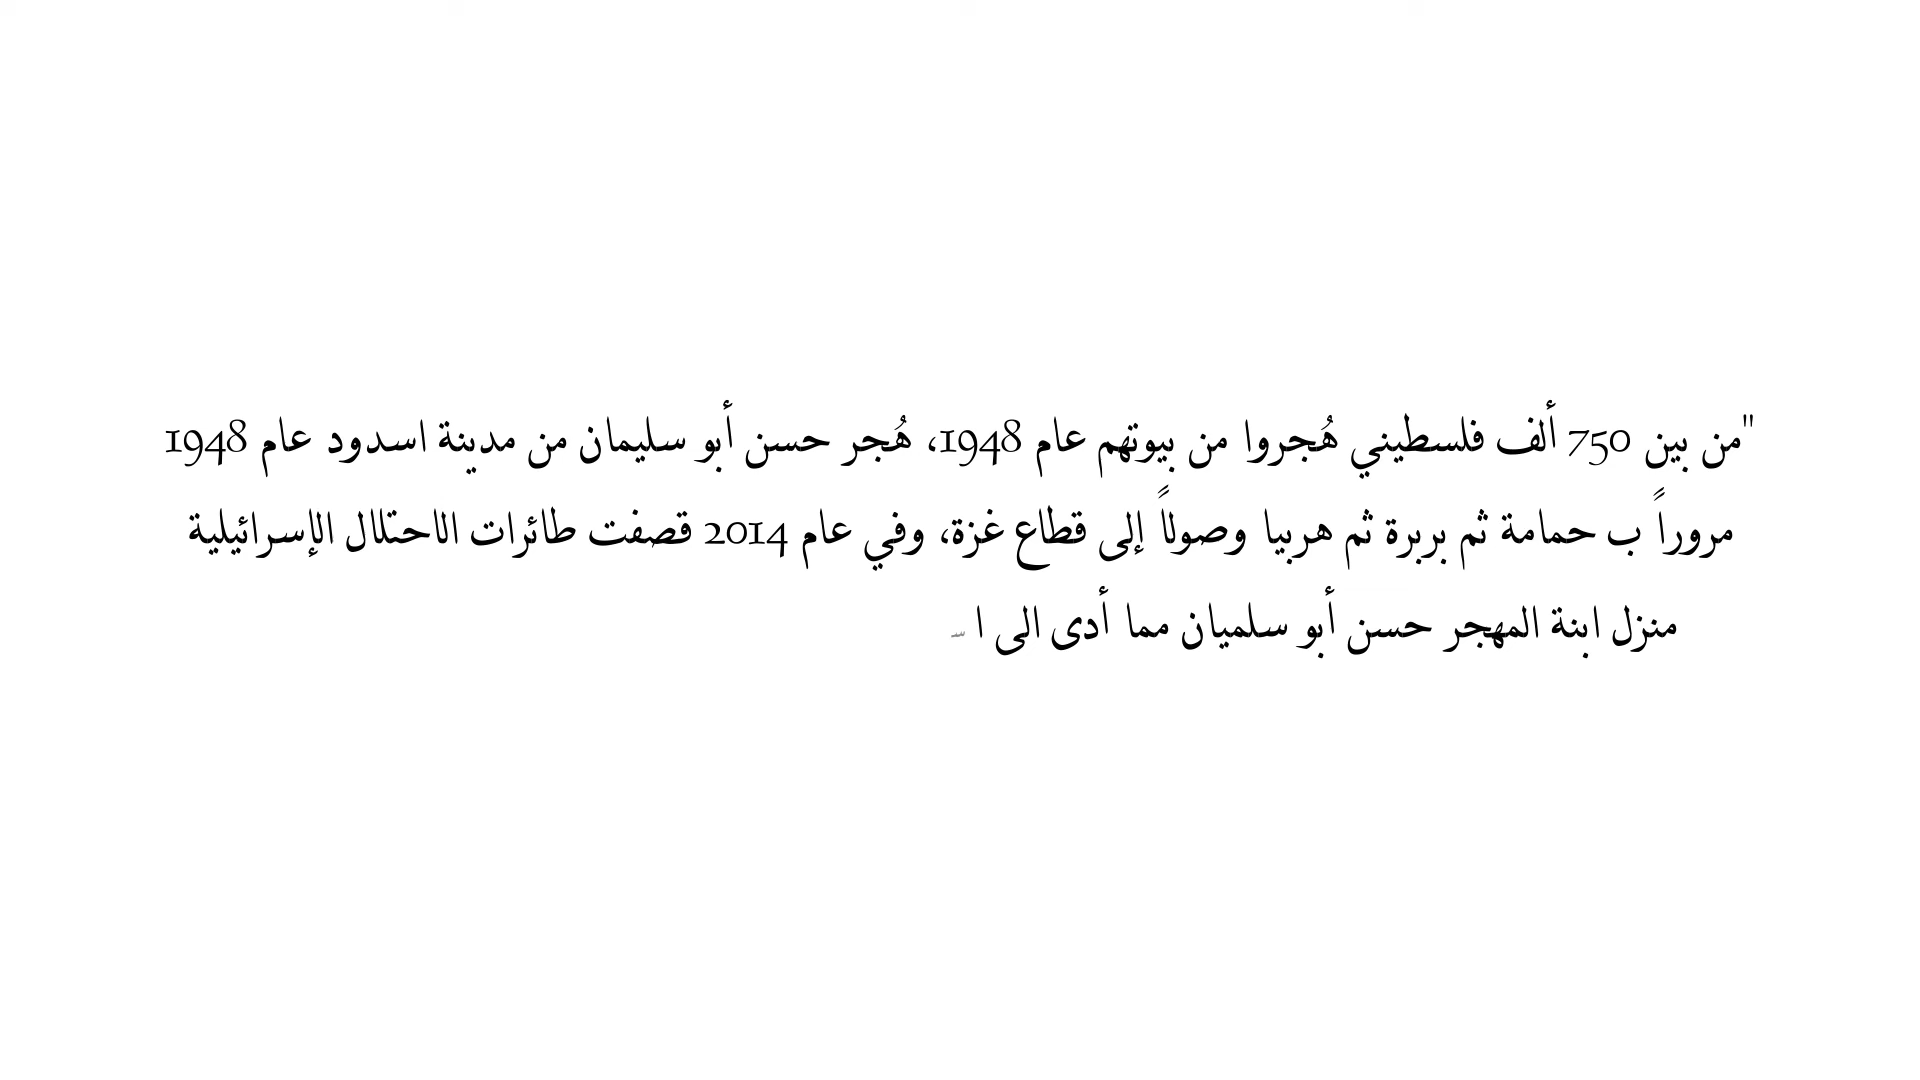 "من بين 750 ألف فلسطيني هُجروا من بيوتهم عام 1948، هُجر حسن أبو سليمان من مدينة اسدود عام 1948
مروراً ب حمامة ثم بربرة ثم هربيا وصولاً إلى قطاع غزة، وفي عام 2014 قصفت طائرات الاحتلال الإسرائيلية
منزل ابنة المهجر حسن أبو سلميان مما أدى الى ا